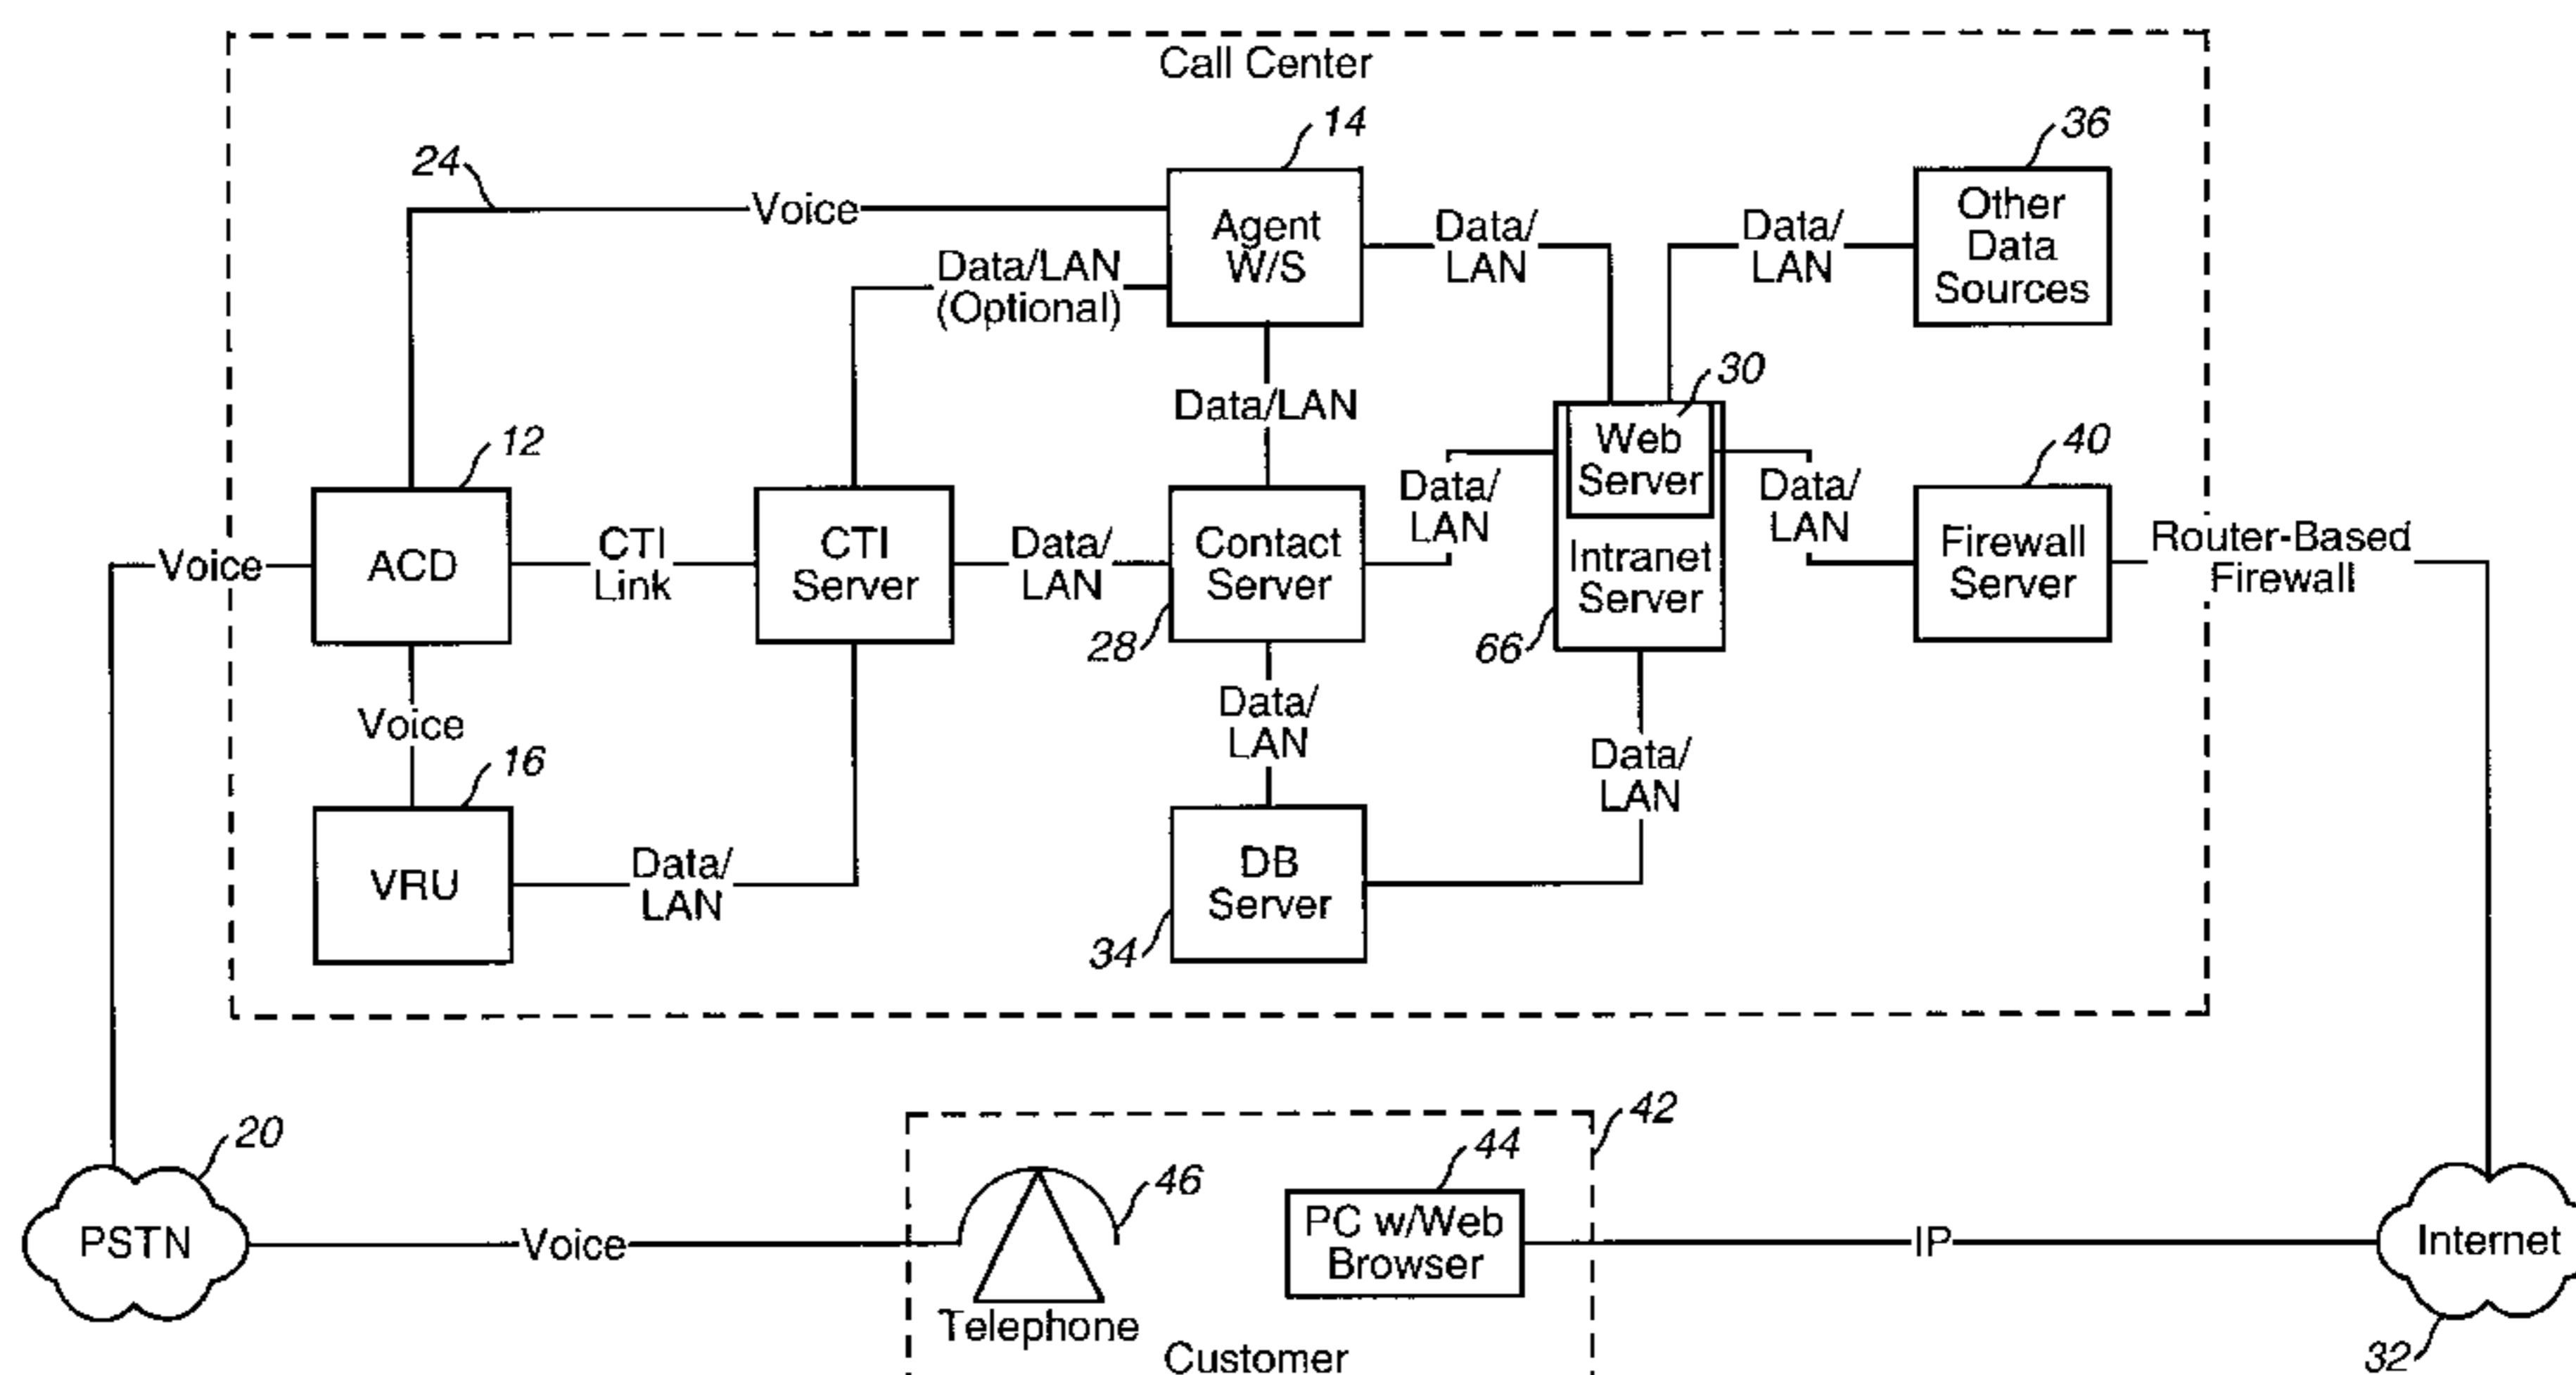 Call Center
14
36
24
Voice
Agent
W/S
Data/
LAN
Data/
LAN
Other
Data
Sources
Data/LAN
(Optional)
30
Data/LAN
12
Web
Server
40
Voice
ACD
CTI
Link
CTI
Server
Data/
LAN
Contact
Server
Data/
LAN
Intranet
Server
Data/
LAN
Firewall
Server
Router-Based
Firewall
28
66
Voice
Data/
LAN
Data/
LAN
16
VRU
Data/
LAN
DB
Server
34
20
42
44
46
PSTN
Voice
PC w/Web
Browser
IP
Internet
Telephone
Customer
32